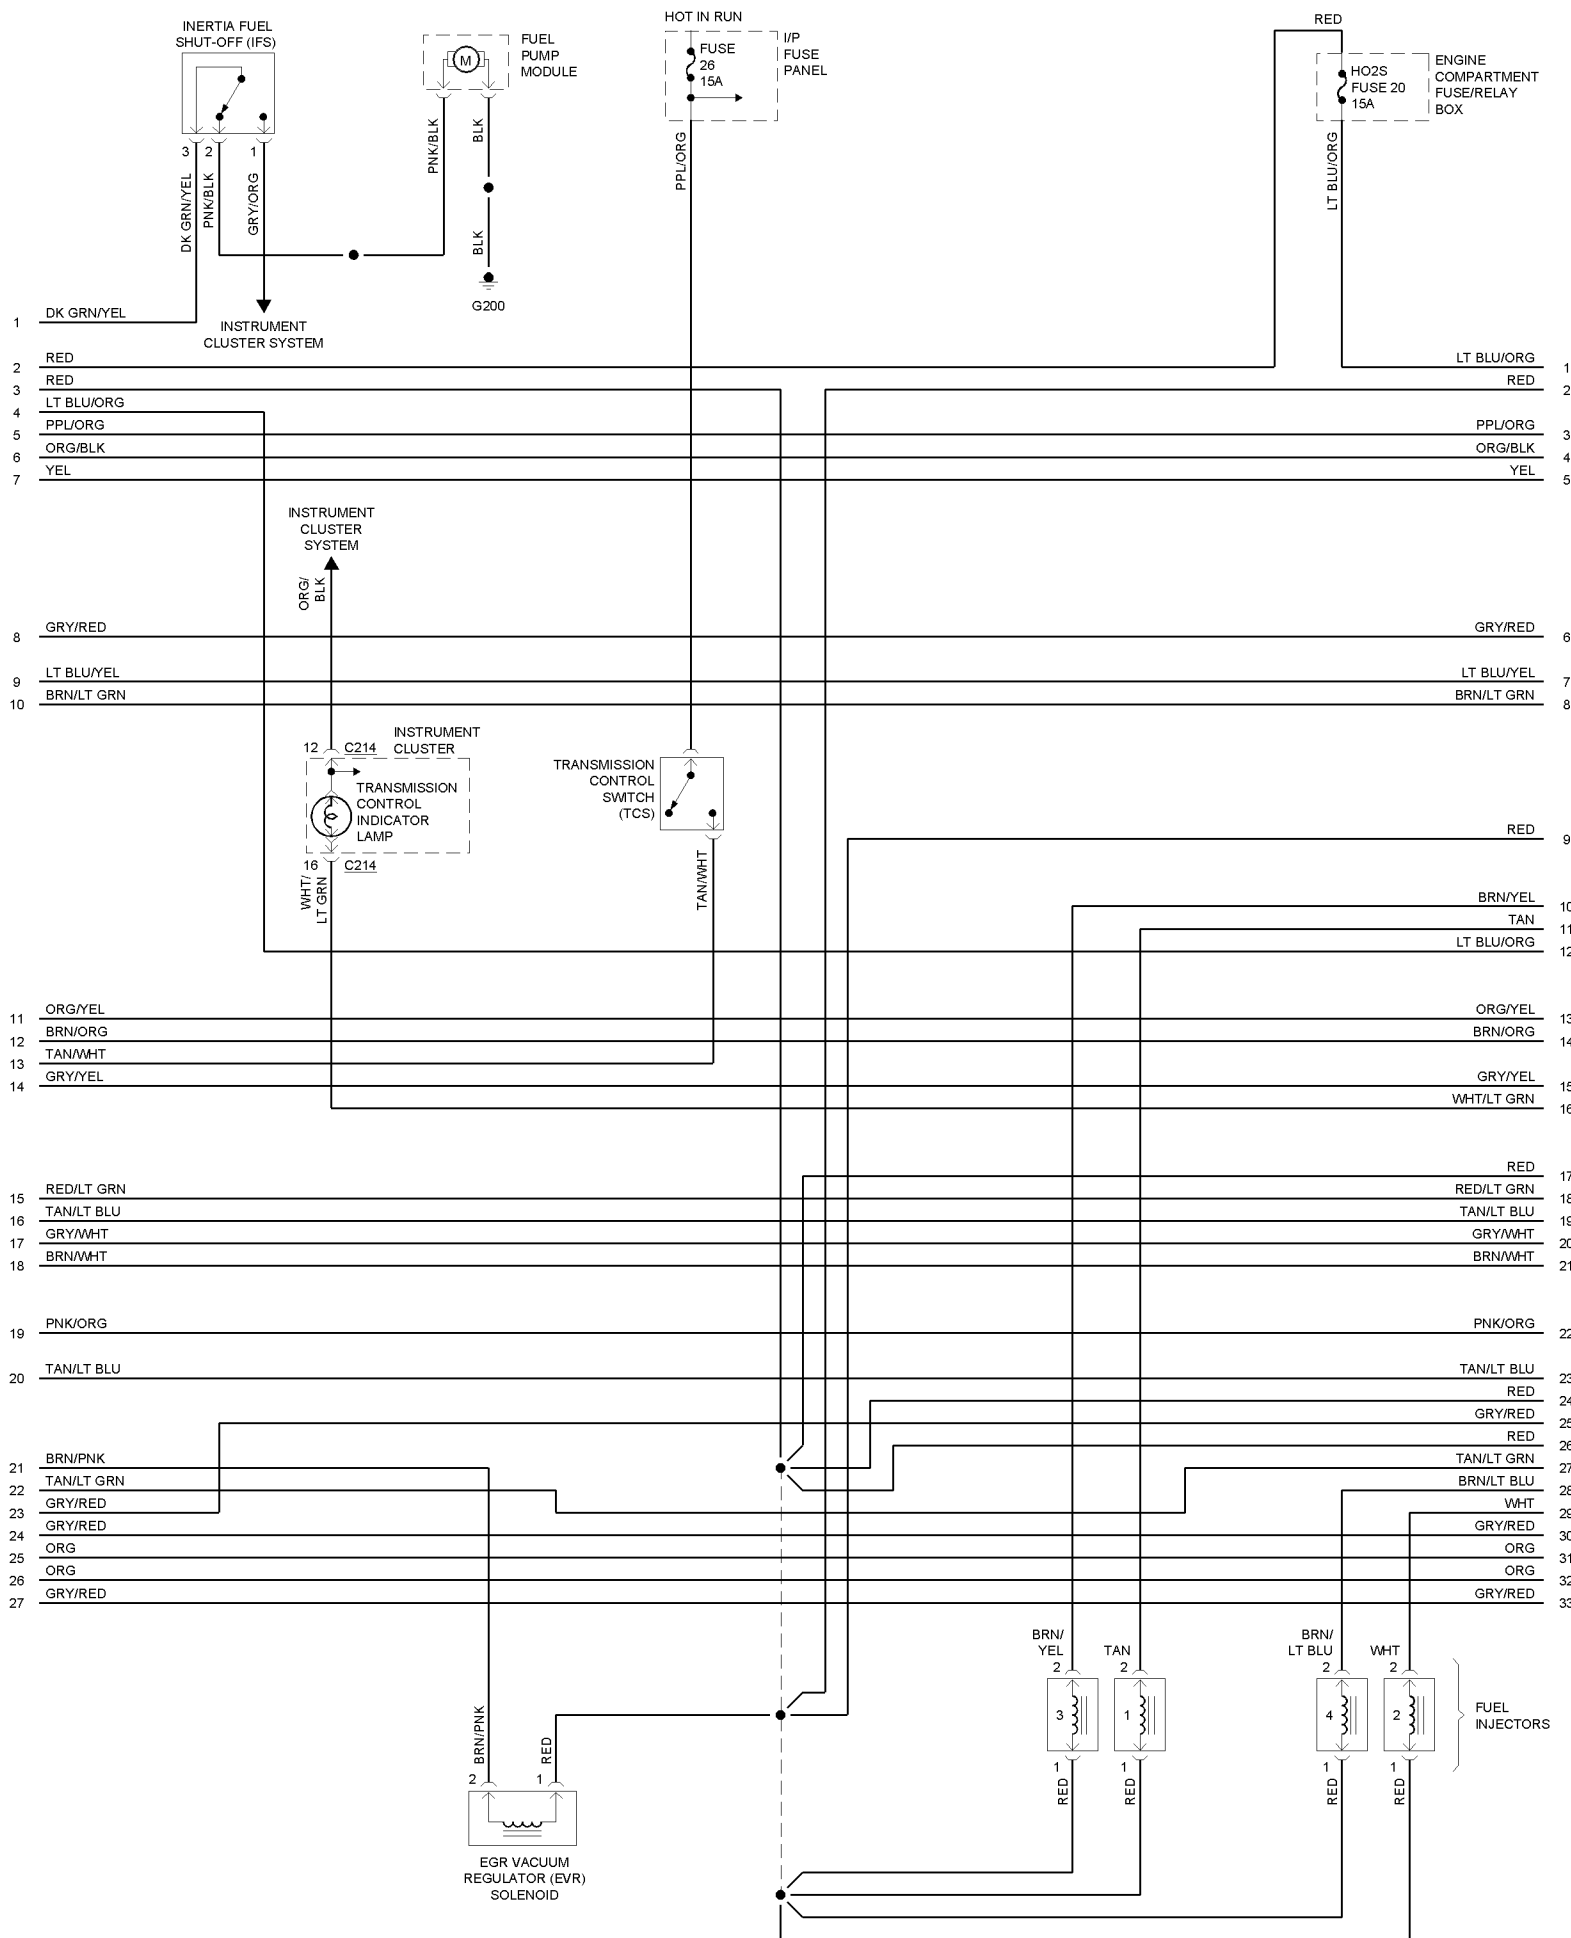 INERTIA FUEL
SHUT-OFF (IFS)
3 2 1
DK GRN/YEL
PNK/BLK
GRY/ORG
INSTRUMENT
CLUSTER SYSTEM
M
FUEL
PUMP
MODULE
PNK/BLK
BLK
BLK
G200
HOT IN RUN
FUSE
26
15A
I/P
FUSE
PANEL
PPL/ORG
RED
HO2S
FUSE 20
15A
ENGINE
COMPARTMENT
FUSE/RELAY
BOX
LT BLU/ORG
1 DK GRN/YEL
2 RED
LT BLU/ORG 1
3 RED
RED 2
4 LT BLU/ORG
5 PPL/ORG
PPL/ORG 3
6 ORG/BLK
ORG/BLK 4
7 YEL
YEL 5
INSTRUMENT
CLUSTER
SYSTEM
ORG/
BLK
8 GRY/RED
GRY/RED 6
9 LT BLU/YEL
LT BLU/YEL 7
10 BRN/LT GRN
BRN/LT GRN 8
12 C214
INSTRUMENT
CLUSTER
TRANSMISSION
CONTROL
INDICATOR
LAMP
16 C214
WHT/
LT GRN
TRANSMISSION
CONTROL
SWITCH
(TCS)
TAN/WHT
RED 9
BRN/YEL 10
TAN 11
LT BLU/ORG 12
11 ORG/YEL
ORG/YEL 13
12 BRN/ORG
BRN/ORG 14
13 TAN/WHT
14 GRY/YEL
GRY/YEL 15
WHT/LT GRN 16
RED 17
15 RED/LT GRN
RED/LT GRN 18
16 TAN/LT BLU
TAN/LT BLU 19
17 GRY/WHT
GRY/WHT 20
18 BRN/WHT
BRN/WHT 21
19 PNK/ORG
PNK/ORG 22
20 TAN/LT BLU
TAN/LT BLU 23
RED 24
GRY/RED 25
RED 26
21 BRN/PNK
TAN/LT GRN 27
22 TAN/LT GRN
BRN/LT BLU 28
23 GRY/RED
WHT 29
24 GRY/RED
GRY/RED 30
25 ORG
ORG 31
26 ORG
ORG 32
27 GRY/RED
GRY/RED 33
BRN/
YEL
TAN
BRN/
LT BLU
WHT
2 2 2 2
3 1 4 2
FUEL
INJECTORS
1 1 1 1
RED
RED
RED
RED
BRN/PNK
RED
2 1
EGR VACUUM
REGULATOR (EVR)
SOLENOID